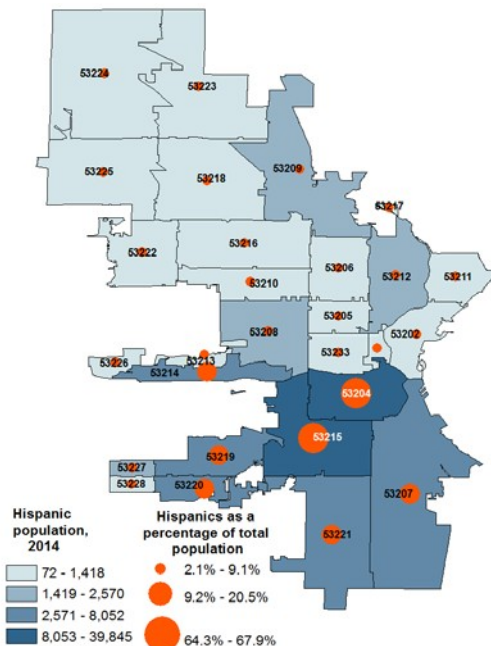 53224
53223
53225
53218
53209
53217
53222
53216
53206
53212
53211
53210
53205
53208
53202
53233
53213
53226
53214
53204
53215
53219
53227
53228
53220
53207
53221
Hispanic
population,
2014
72 - 1,418
1,419 - 2,570
2,571 - 8,052
8,053 - 39,845
Hispanics as a
percentage of total
population
2.1% - 9.1%
9.2% - 20.5%
64.3% - 67.9%